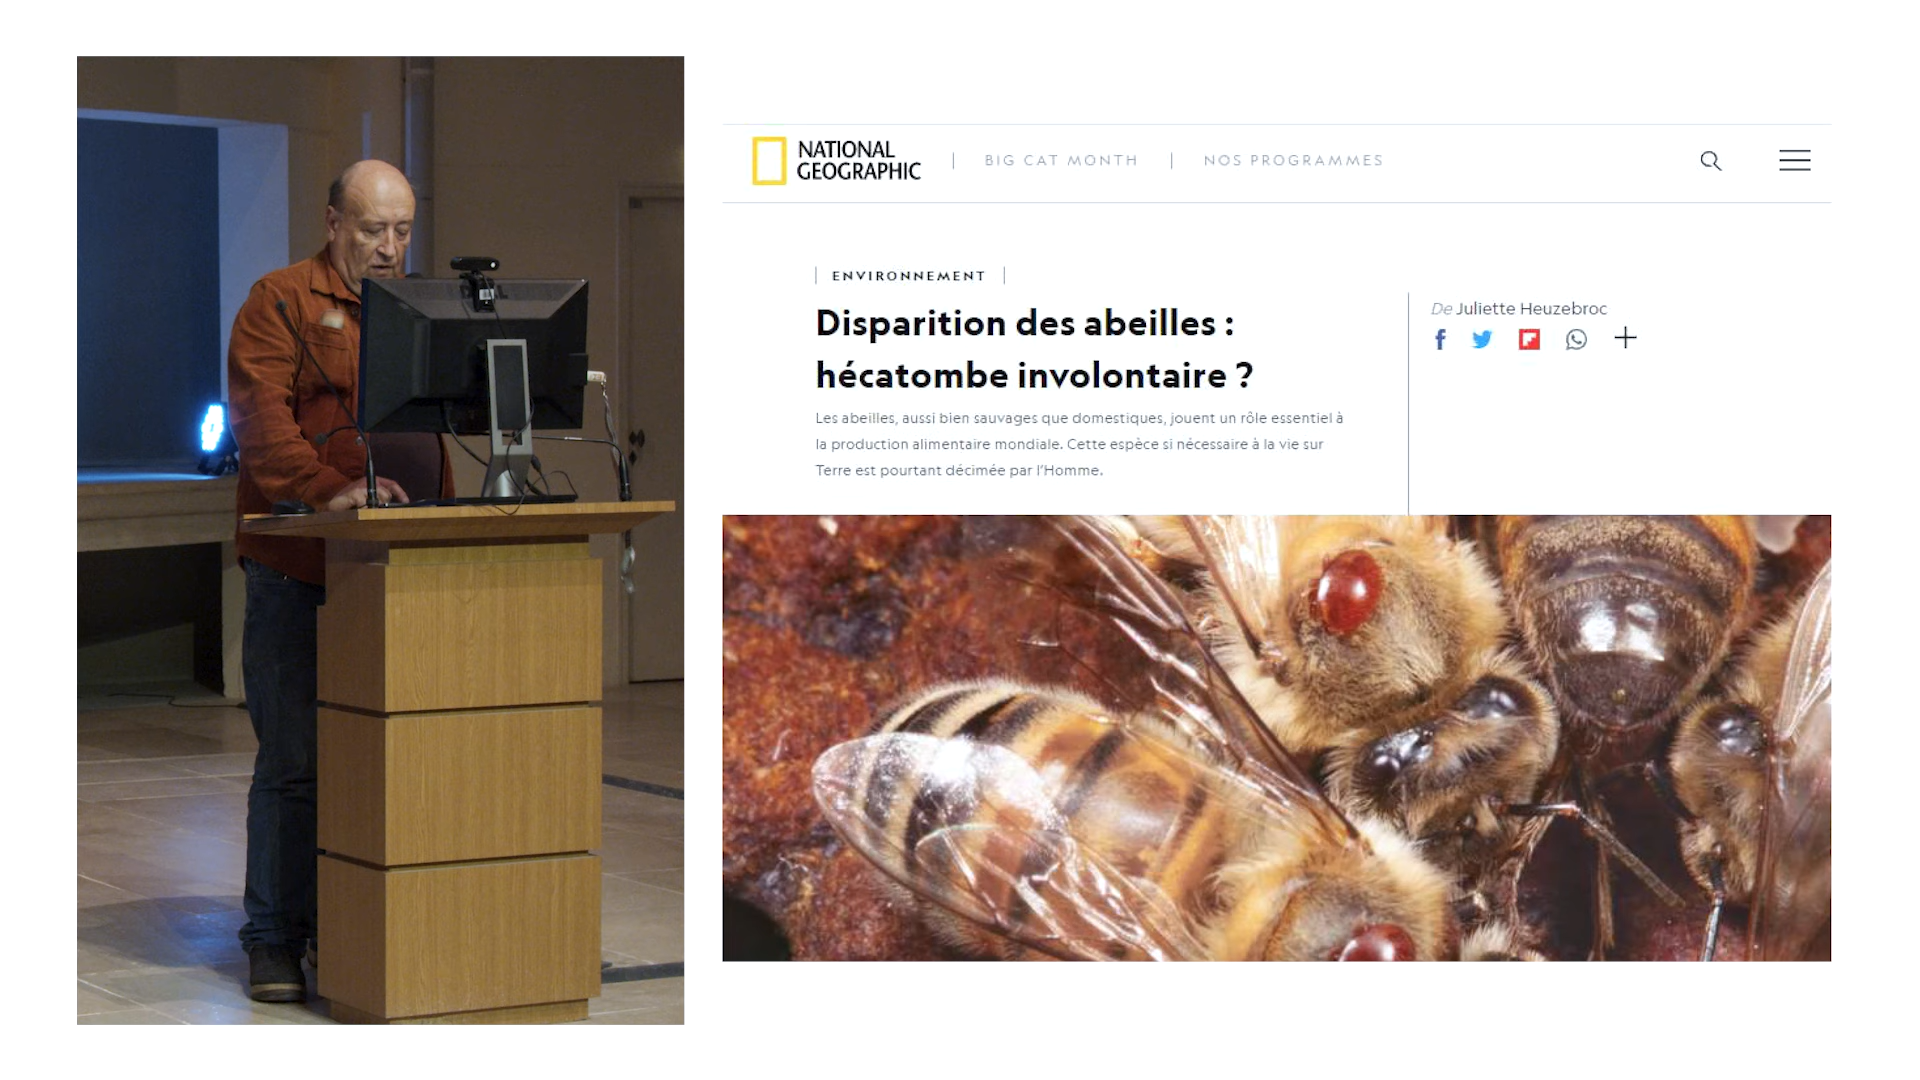 NATIONAL
GEOGRAPHIC
BIG CAT MONTH
NOS PROGRAMMES
ENVIRONNEMENT
Disparition des abeilles :
hécatombe involontaire ?
Les abeilles, aussi bien sauvages que domestiques, jouent un rôle essentiel à
la production alimentaire mondiale. Cette espèce si nécessaire à la vie sur
Terre est pourtant décimée par l'Homme.
De Juliette Heuzebroc